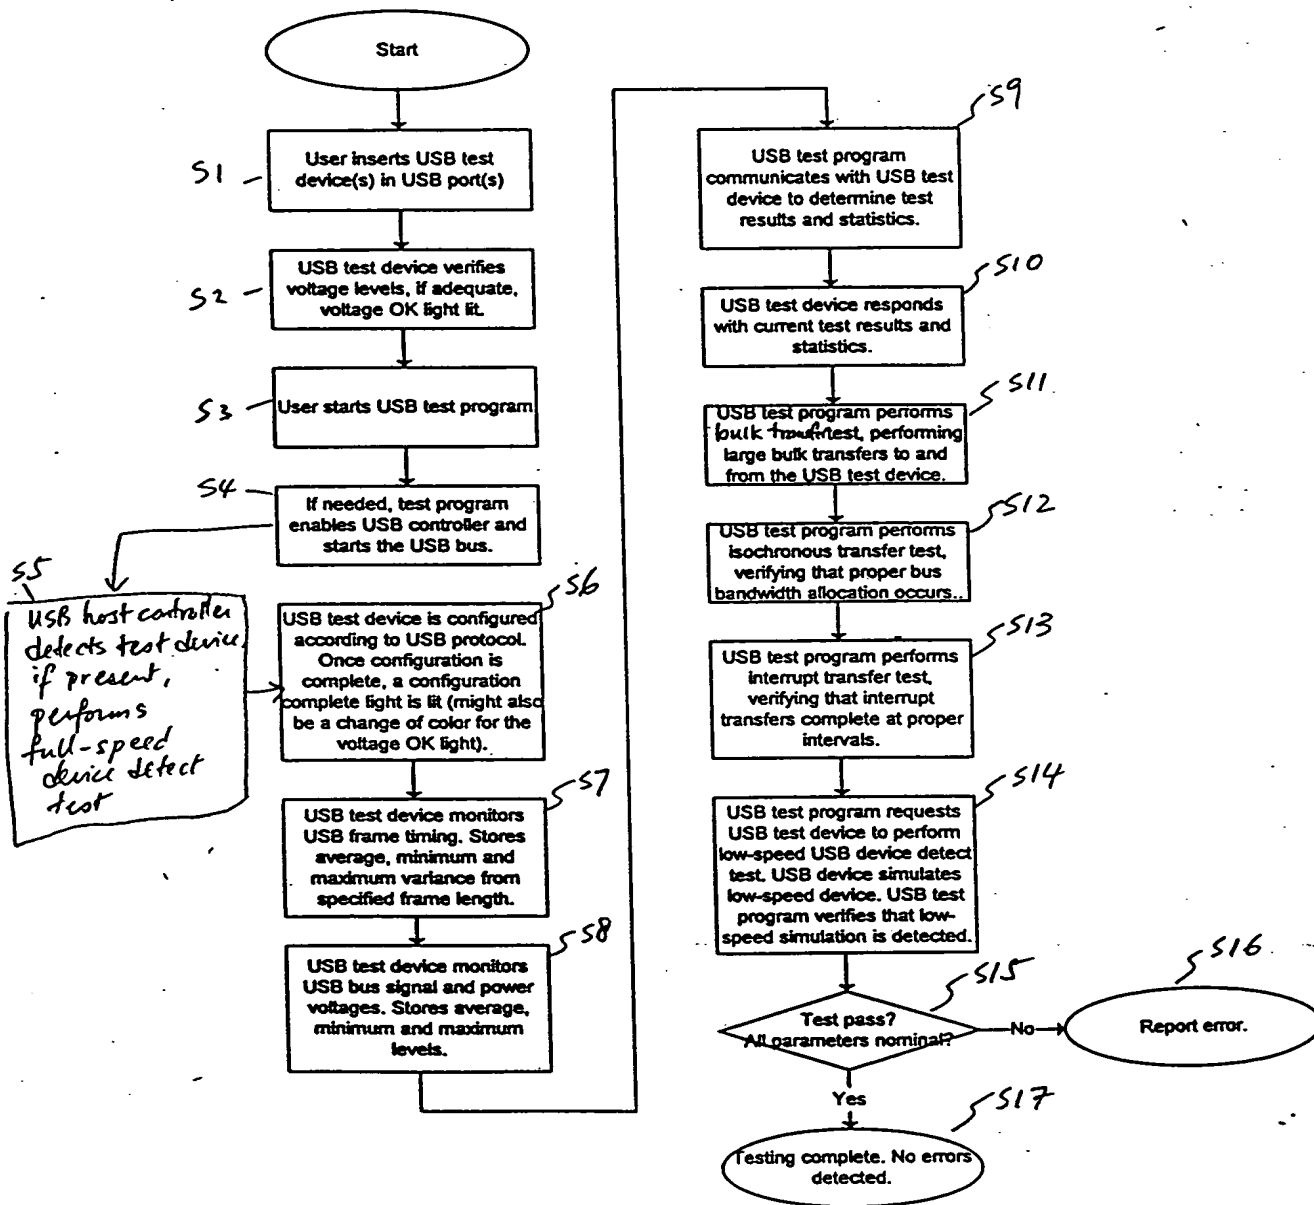 Start
S1
User inserts USB test
device(s) in USB port(s)
S2
USB test device verifies
voltage levels, if adequate,
voltage OK light lit.
S3
User starts USB test program
S4
If needed, test program
enables USB controller and
starts the USB bus.
S5
USB host controller
detects test device
if present,
performs
full-speed
device detect
test
S6
USB test device is configured
according to USB protocol.
Once configuration is
complete, a configuration
complete light is lit (might also
be a change of color for the
voltage OK light).
S7
USB test device monitors
USB frame timing. Stores
average, minimum and
maximum variance from
specified frame length.
S8
USB test device monitors
USB bus signal and power
voltages. Stores average,
minimum and maximum
levels.
S9
USB test program
communicates with USB test
device to determine test
results and statistics.
S10
USB test device responds
with current test results and
statistics.
S11
USB test program performs
bulk transfer test, performing
large bulk transfers to and
from the USB test device.
S12
USB test program performs
isochronous transfer test,
verifying that proper bus
bandwidth allocation occurs..
S13
USB test program performs
interrupt transfer test,
verifying that interrupt
transfers complete at proper
intervals.
S14
USB test program requests
USB test device to perform
low-speed USB device detect
test. USB device simulates
low-speed device. USB test
program verifies that low-
speed simulation is detected.
S15
Test pass?
All parameters nominal?
No
S16
Report error.
Yes
S17
Testing complete. No errors
detected.